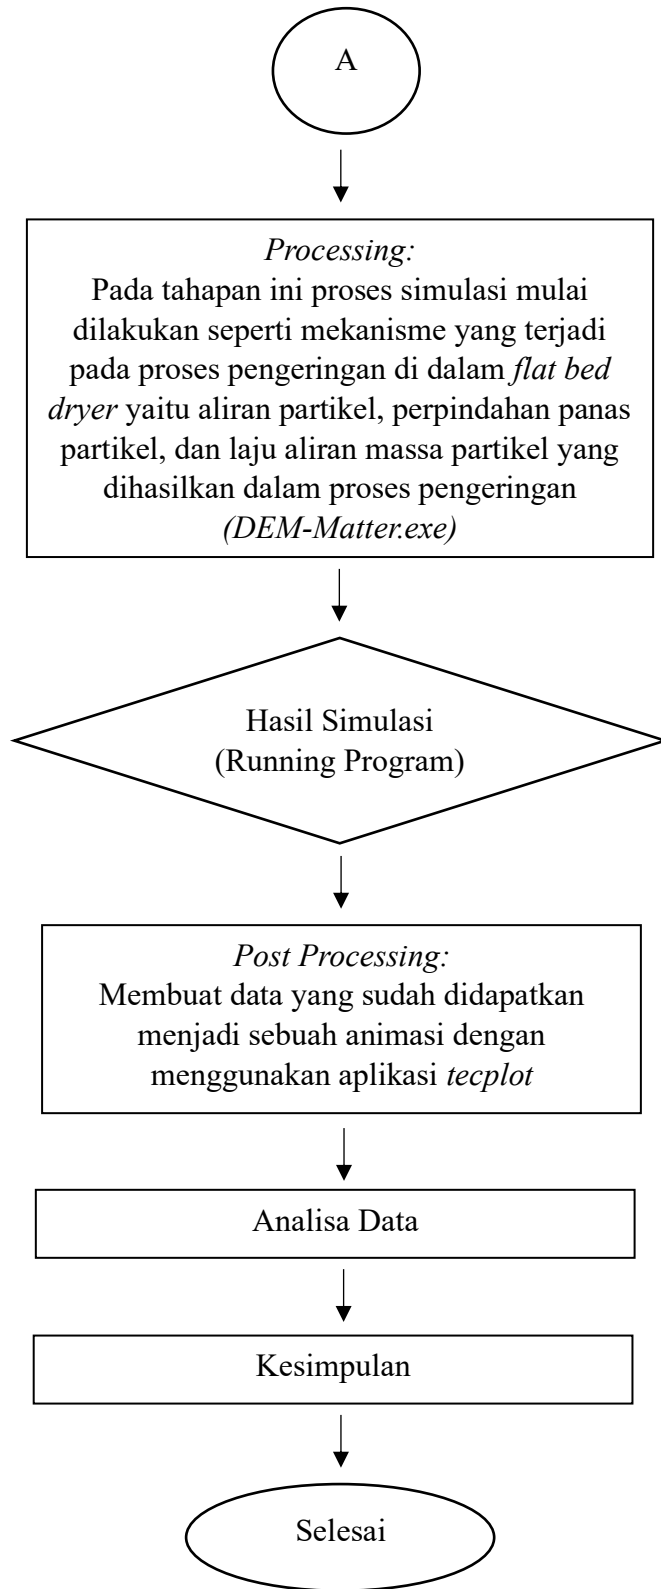 A
Processing:
Pada tahapan ini proses simulasi mulai
dilakukan seperti mekanisme yang terjadi
pada proses pengeringan di dalam flat bed
dryer yaitu aliran partikel, perpindahan panas
partikel, dan laju aliran massa partikel yang
dihasilkan dalam proses pengeringan
(DEM-Matter.exe)
Hasil Simulasi
(Running Program)
Post Processing:
Membuat data yang sudah didapatkan
menjadi sebuah animasi dengan
menggunakan aplikasi tecplot
Analisa Data
Kesimpulan
Selesai